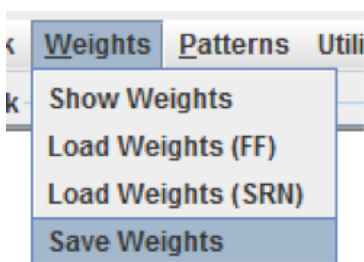 k Weights Patterns Utili
k
Show Weights
Load Weights (FF)
Load Weights (SRN)
Save Weights